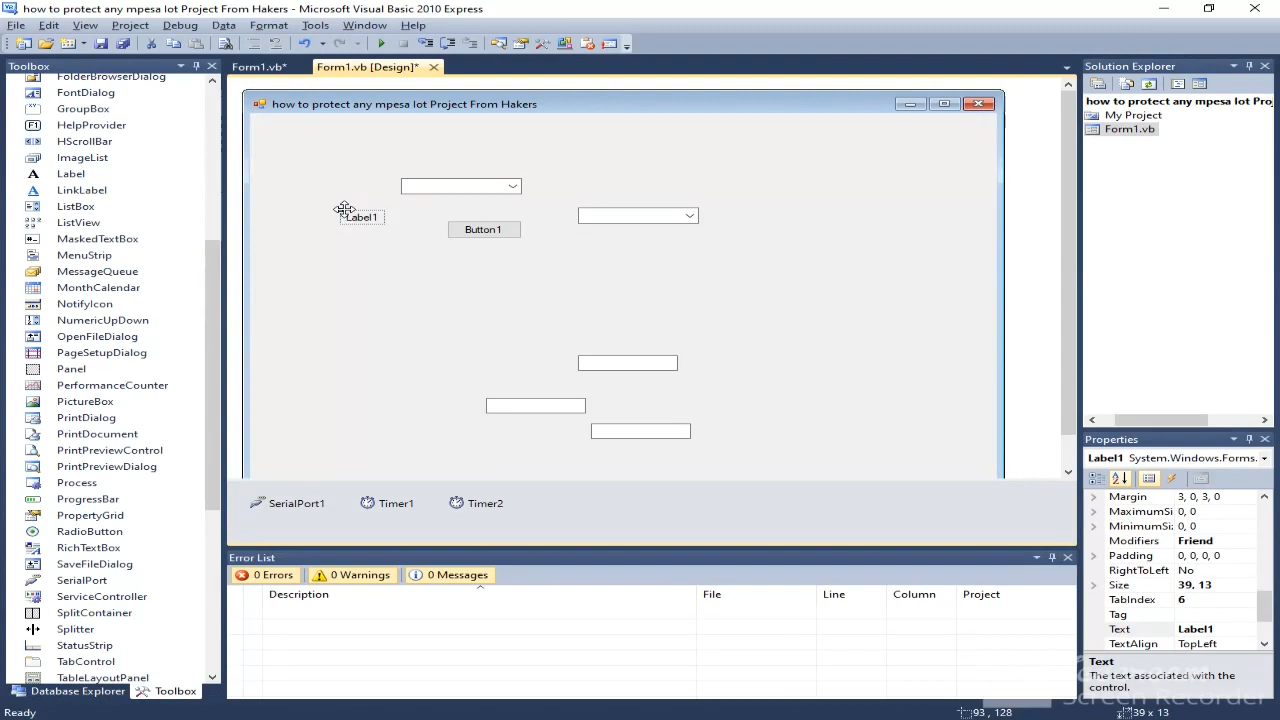 how to protect any mpesa Iot Project From Hakers - Microsoft Visual Basic 2010 Express
File Edit View Project Debug Data Format Tools Window Help
Toolbox
Form1.vb*
Form1.vb [Design]*
Solution Explorer
FolderBrowserDialog
FontDialog
GroupBox
HelpProvider
HScrollBar
ImageList
Label
LinkLabel
ListBox
ListView
MaskedTextBox
MenuStrip
MessageQueue
MonthCalendar
NotifyIcon
NumericUpDown
OpenFileDialog
PageSetupDialog
Panel
PerformanceCounter
PictureBox
PrintDialog
PrintDocument
PrintPreviewControl
PrintPreviewDialog
Process
ProgressBar
PropertyGrid
RadioButton
RichTextBox
SaveFileDialog
SerialPort
ServiceController
SplitContainer
Splitter
StatusStrip
TabControl
TableLayoutPanel
Database Explorer
Toolbox
how to protect any mpesa Iot Project From Hakers
Label1
Button1
SerialPort1
Timer1
Timer2
Error List
0 Errors
0 Warnings
0 Messages
Description File Line Column Project
how to protect any mpesa Iot Proj
My Project
Form1.vb
Properties
Label1 System.Windows.Forms.
Margin 3, 0, 3, 0
MaximumSi 0, 0
MinimumSi: 0, 0
Modifiers Friend
Padding 0, 0, 0, 0
RightToLeft No
Size 39, 13
TabIndex 6
Tag
Text Label1
TextAlign TopLeft
Text
The text associated with the
control.
Screen Recorder
Ready
93 , 128
39 x 13